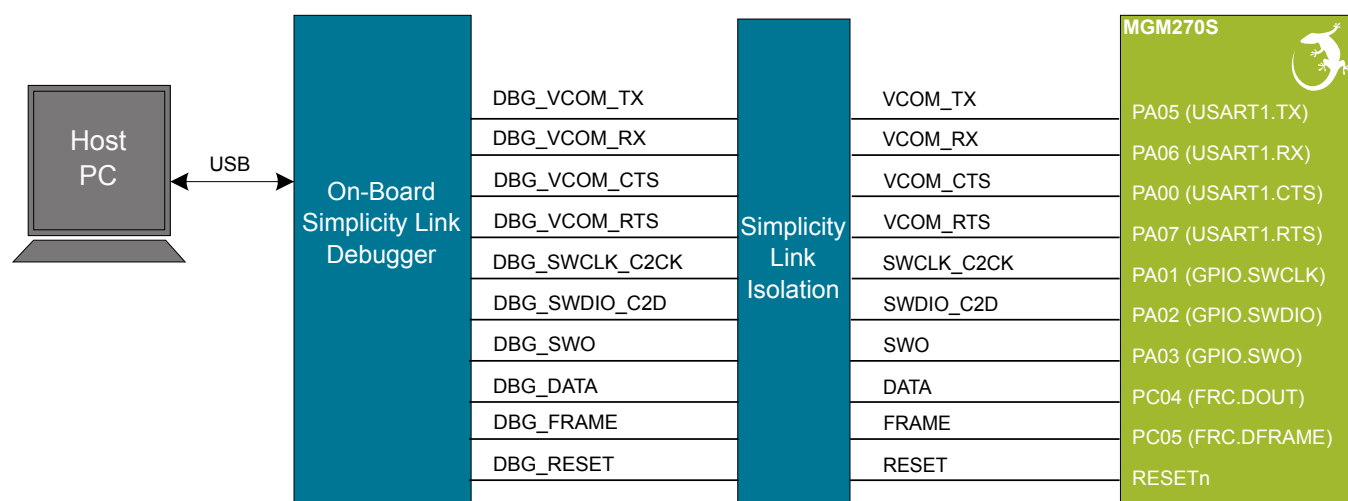 MGM270S
Host
PC
USB
On-Board
Simplicity Link
Debugger
DBG_VCOM_TX
DBG_VCOM_RX
DBG_VCOM_CTS
DBG_VCOM_RTS
DBG_SWCLK_C2CK
DBG_SWDIO_C2D
DBG_SWO
DBG_DATA
DBG_FRAME
DBG_RESET
Simplicity
Link
Isolation
VCOM_TX
VCOM_RX
VCOM_CTS
VCOM_RTS
SWCLK_C2CK
SWDIO_C2D
SWO
DATA
FRAME
RESET
PA05 (USART1.TX)
PA06 (USART1.RX)
PA00 (USART1.CTS)
PA07 (USART1.RTS)
PA01 (GPIO.SWCLK)
PA02 (GPIO.SWDIO)
PA03 (GPIO.SWO)
PC04 (FRC.DOUT)
PC05 (FRC.DFRAME)
RESETn